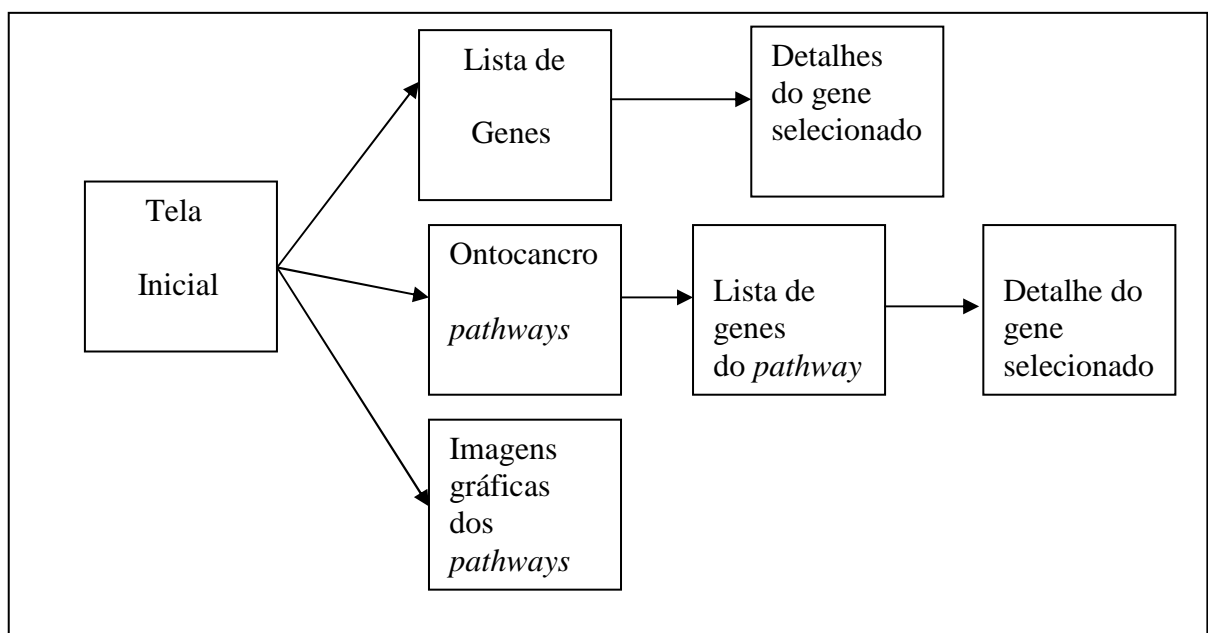 Tela
Inicial
Lista de
Genes
Detalhes
do gene
selecionado
Ontocancro
pathways
Lista de
genes
do pathway
Detalhe do
gene
selecionado
Imagens
gráficas
dos
pathways